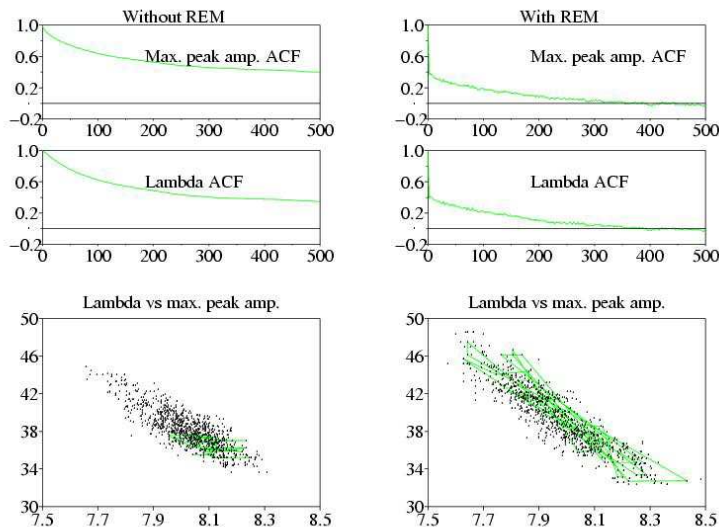 Without REM
With REM
1.0
0.6
0.2
−0.2
Max. peak amp. ACF
0 100 200 300 400 500
1.0
0.6
0.2
−0.2
Max. peak amp. ACF
0 100 200 300 400 500
1.0
0.6
0.2
−0.2
Lambda ACF
0 100 200 300 400 500
1.0
0.6
0.2
−0.2
Lambda ACF
0 100 200 300 400 500
Lambda vs max. peak amp.
50
46
42
38
34
30
7.5 7.7 7.9 8.1 8.3 8.5
Lambda vs max. peak amp.
50
46
42
38
34
30
7.5 7.7 7.9 8.1 8.3 8.5